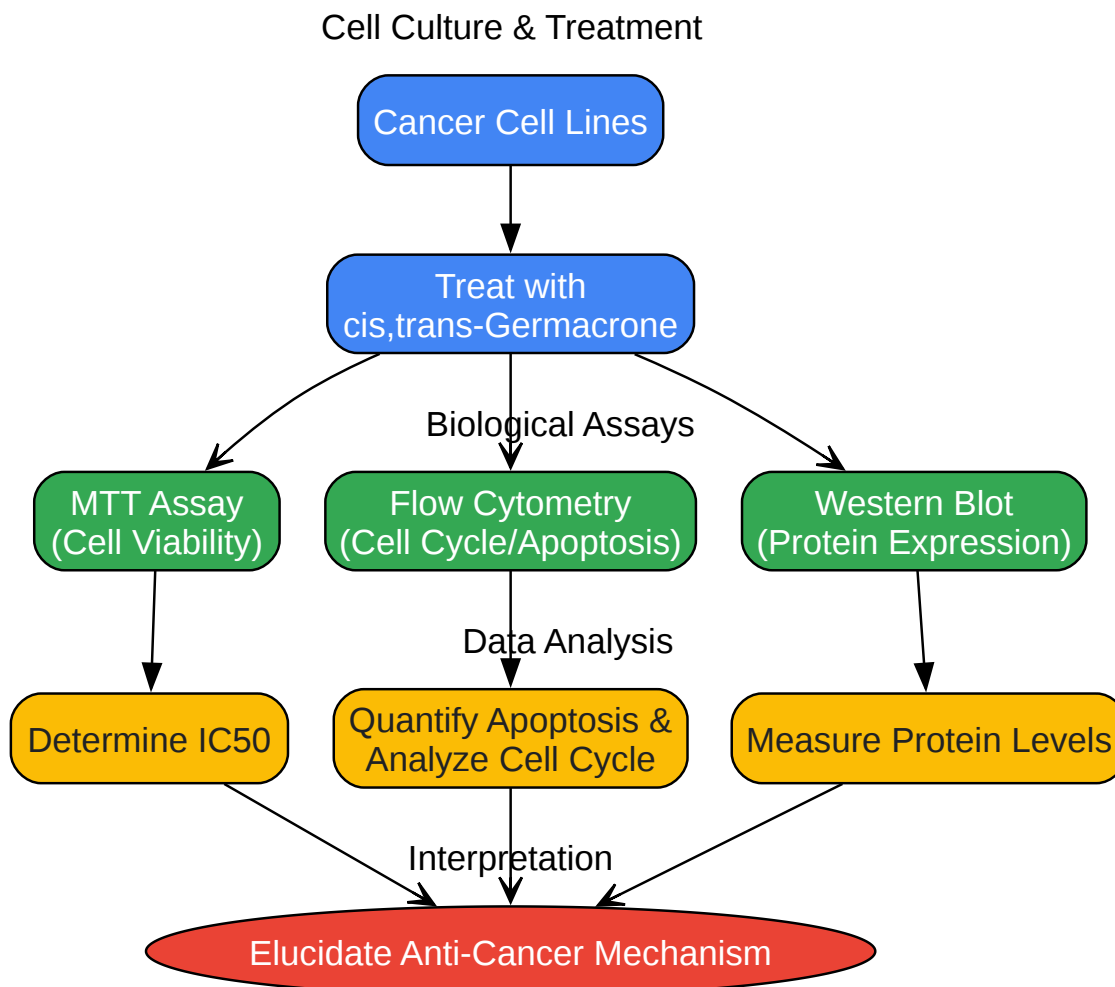 Cell Culture & Treatment
Cancer Cell Lines
Treat with
cis,trans-Germacrone
Biological Assays
MTT Assay
(Cell Viability)
Flow Cytometry
(Cell Cycle/Apoptosis)
Western Blot
(Protein Expression)
Data Analysis
Determine IC50
Quantify Apoptosis &
Analyze Cell Cycle
Measure Protein Levels
Interpretation
Elucidate Anti-Cancer Mechanism